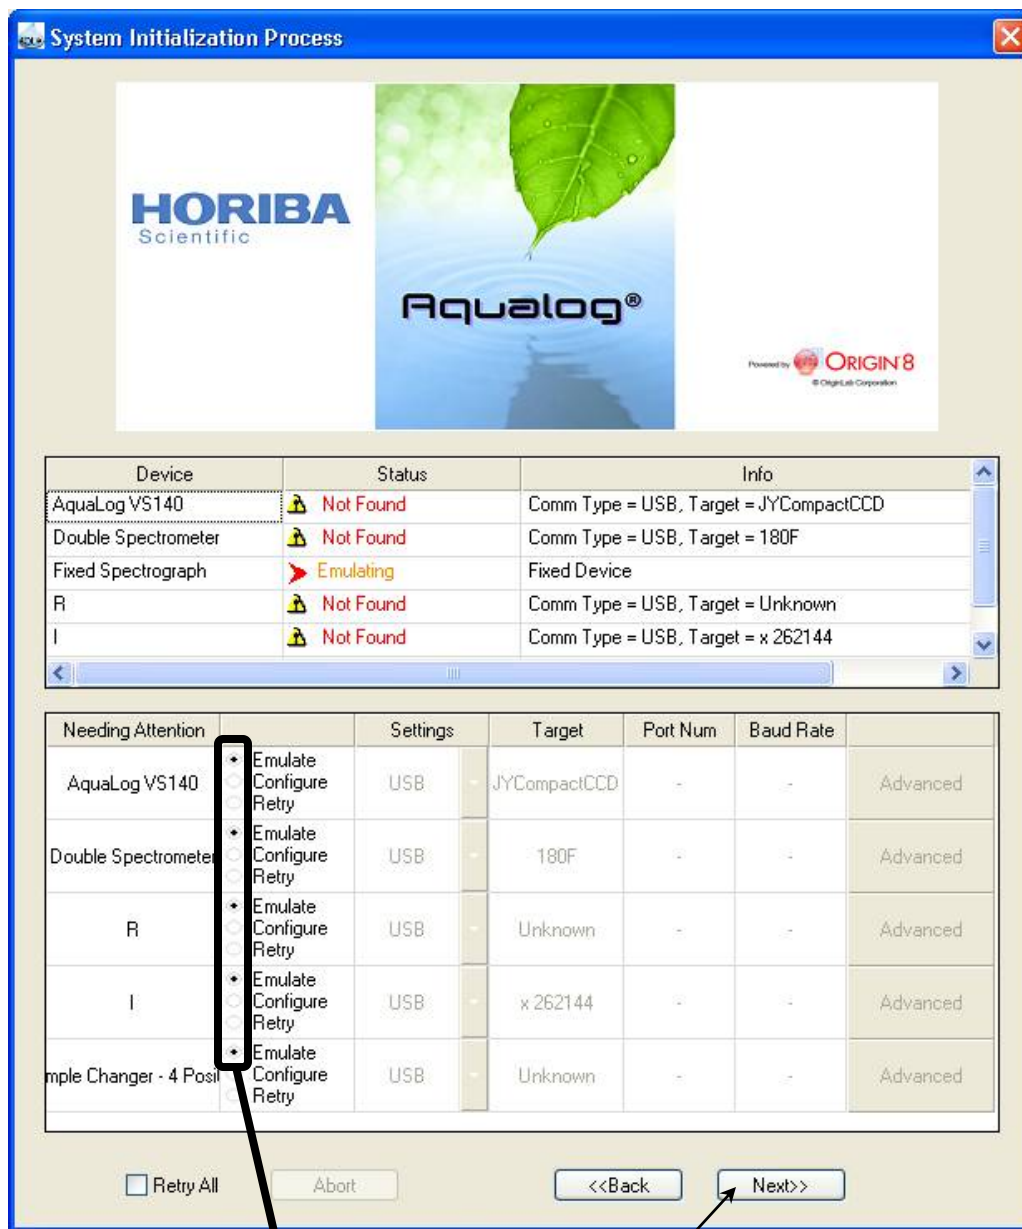 System Initialization Process
HORIBA
Scientific
Aqualog®
Powered by ORIGIN 8
© OriginLab Corporation
Device Status Info
AquaLog VS140 Not Found Comm Type = USB, Target = JYCompactCCD
Double Spectrometer Not Found Comm Type = USB, Target = 180F
Fixed Spectrograph Emulating Fixed Device
R Not Found Comm Type = USB, Target = Unknown
I Not Found Comm Type = USB, Target = x 262144
Needing Attention Settings Target Port Num Baud Rate
AquaLog VS140 Emulate
Configure USB JYCompactCCD - - Advanced
Retry
Double Spectrometer Emulate
Configure USB 180F - - Advanced
Retry
R Emulate
Configure USB Unknown - - Advanced
Retry
I Emulate
Configure USB x 262144 - - Advanced
Retry
mple Changer - 4 Posi Emulate
Configure USB Unknown - - Advanced
Retry
Retry All Abort <<Back Next>>